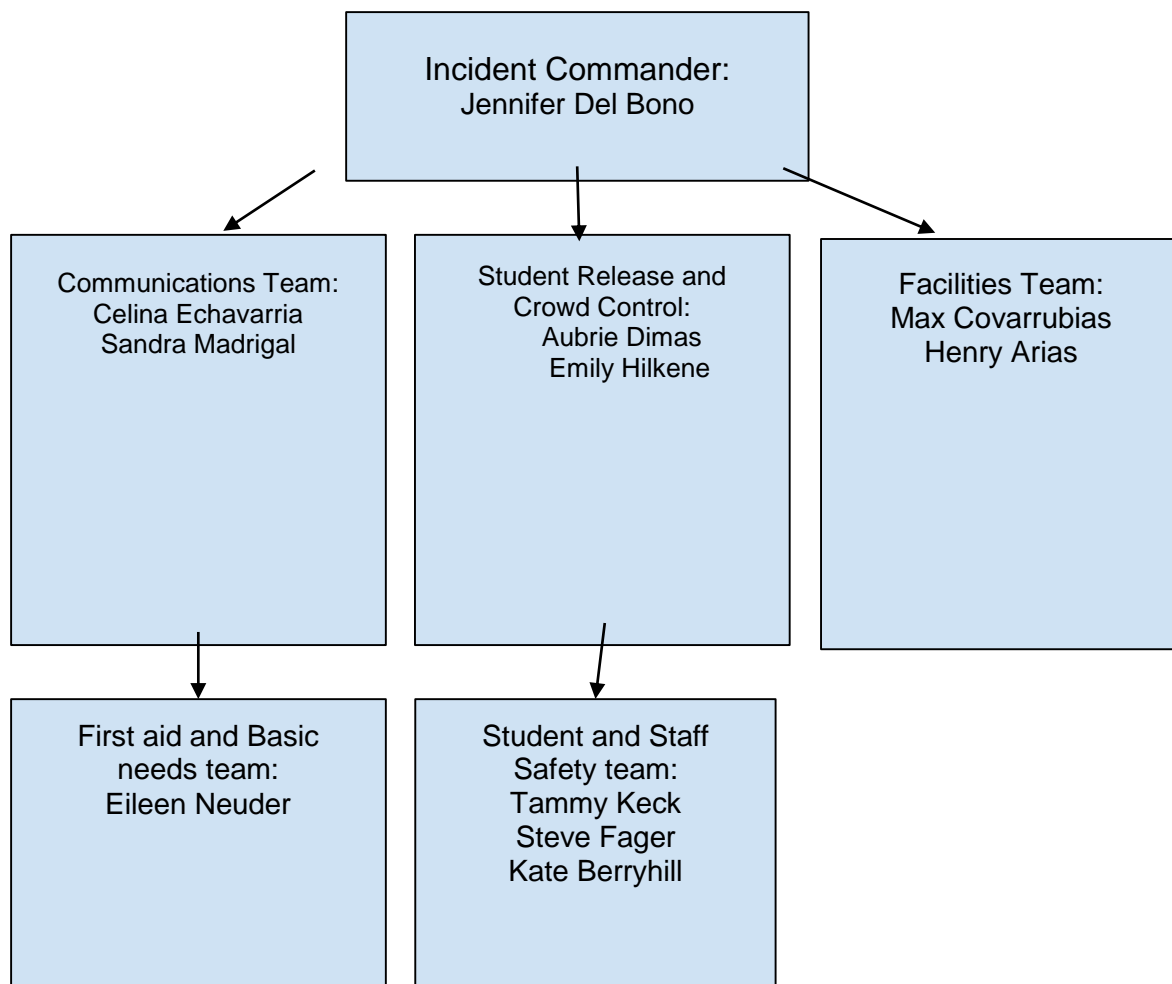 Incident Commander:
Jennifer Del Bono
Communications Team:
Celina Echavarria
Sandra Madrigal
Student Release and
Crowd Control:
Aubrie Dimas
Emily Hilkene
Facilities Team:
Max Covarrubias
Henry Arias
First aid and Basic
needs team:
Eileen Neuder
Student and Staff
Safety team:
Tammy Keck
Steve Fager
Kate Berryhill